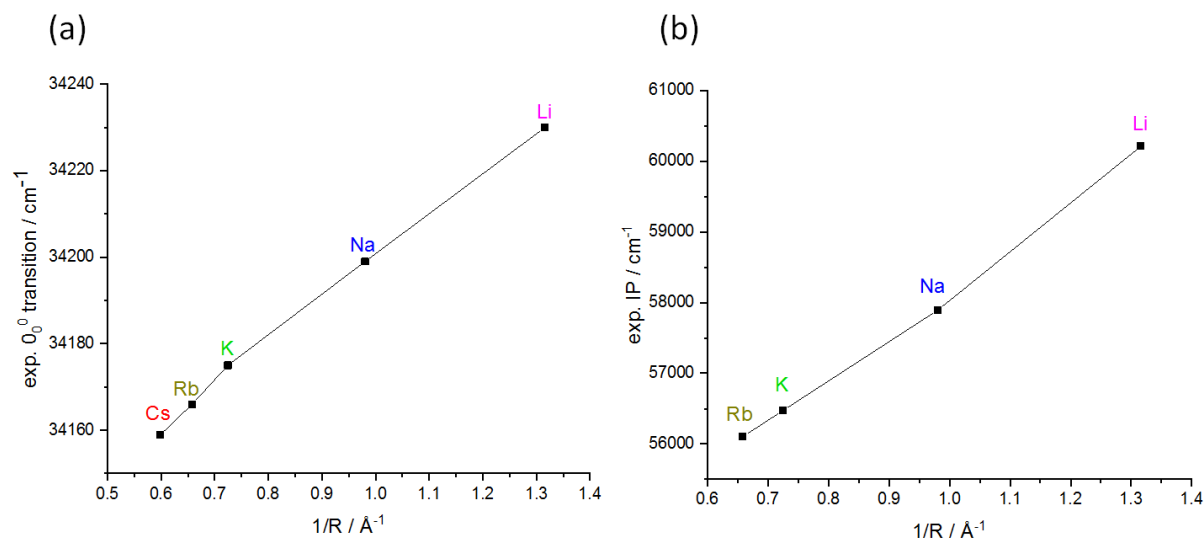 (a)
exp. 0₀⁰ transition / cm⁻¹
34240
34220
34200
34180
34160
Li
Na
K
Rb
Cs
0.5 0.6 0.7 0.8 0.9 1.0 1.1 1.2 1.3 1.4
1/R / Å⁻¹
(b)
exp. IP / cm⁻¹
61000
60000
59000
58000
57000
56000
Li
Na
K
Rb
0.6 0.7 0.8 0.9 1.0 1.1 1.2 1.3 1.4
1/R / Å⁻¹